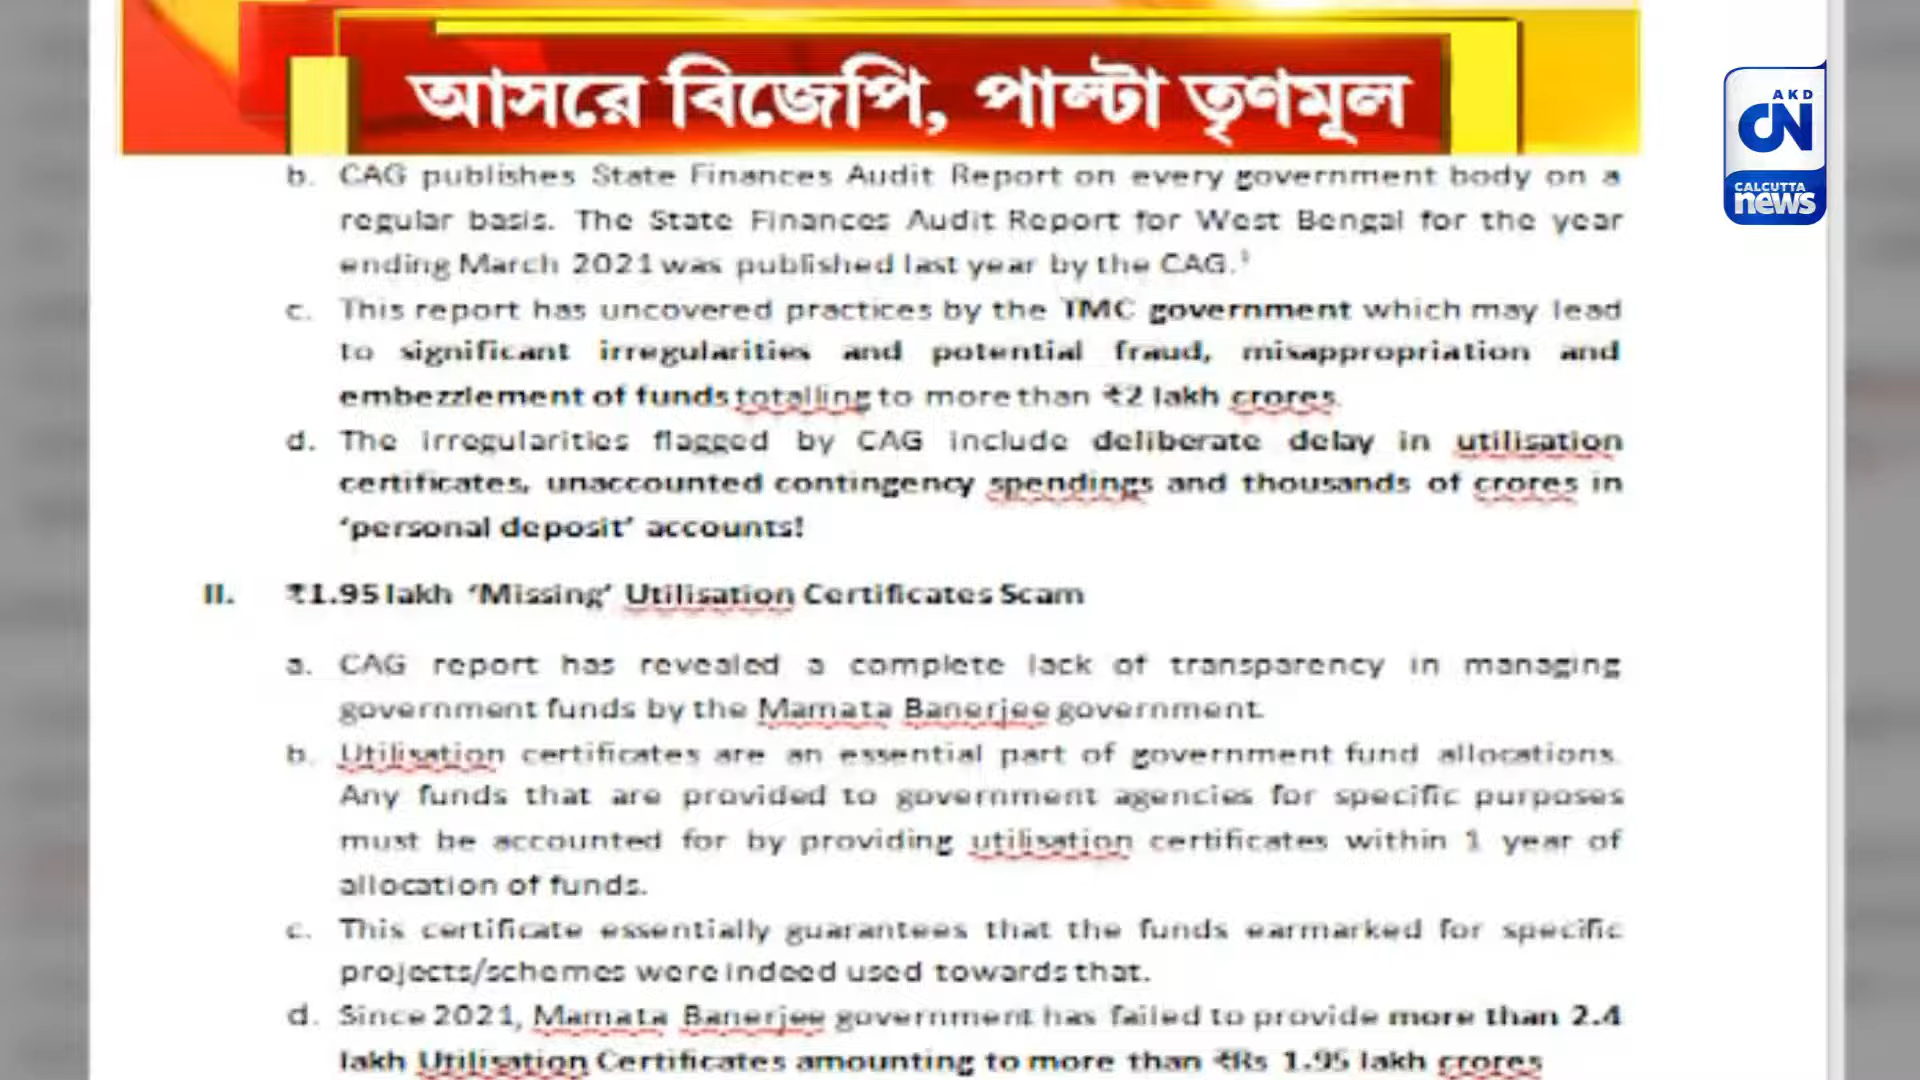 আসরে বিজেপি, পাল্টা তৃণমূল
AKD
CN
CALCUTTA
news
b. CAG publishes State Finances Audit Report on every government body on a
regular basis. The State Finances Audit Report for West Bengal for the year
ending March 2021 was published last year by the CAG.¹
c. This report has uncovered practices by the TMC government which may lead
to significant irregularities and potential fraud, misappropriation and
embezzlement of funds totalling to more than ₹2 lakh crores.
d. The irregularities flagged by CAG include deliberate delay in utilisation
certificates, unaccounted contingency spendings and thousands of crores in
‘personal deposit’ accounts!
II. ₹1.95 lakh ‘Missing’ Utilisation Certificates Scam
a. CAG report has revealed a complete lack of transparency in managing
government funds by the Mamata Banerjee government.
b. Utilisation certificates are an essential part of government fund allocations.
Any funds that are provided to government agencies for specific purposes
must be accounted for by providing utilisation certificates within 1 year of
allocation of funds.
c. This certificate essentially guarantees that the funds earmarked for specific
projects/schemes were indeed used towards that.
d. Since 2021, Mamata Banerjee government has failed to provide more than 2.4
lakh Utilisation Certificates amounting to more than ₹Rs 1.95 lakh crores